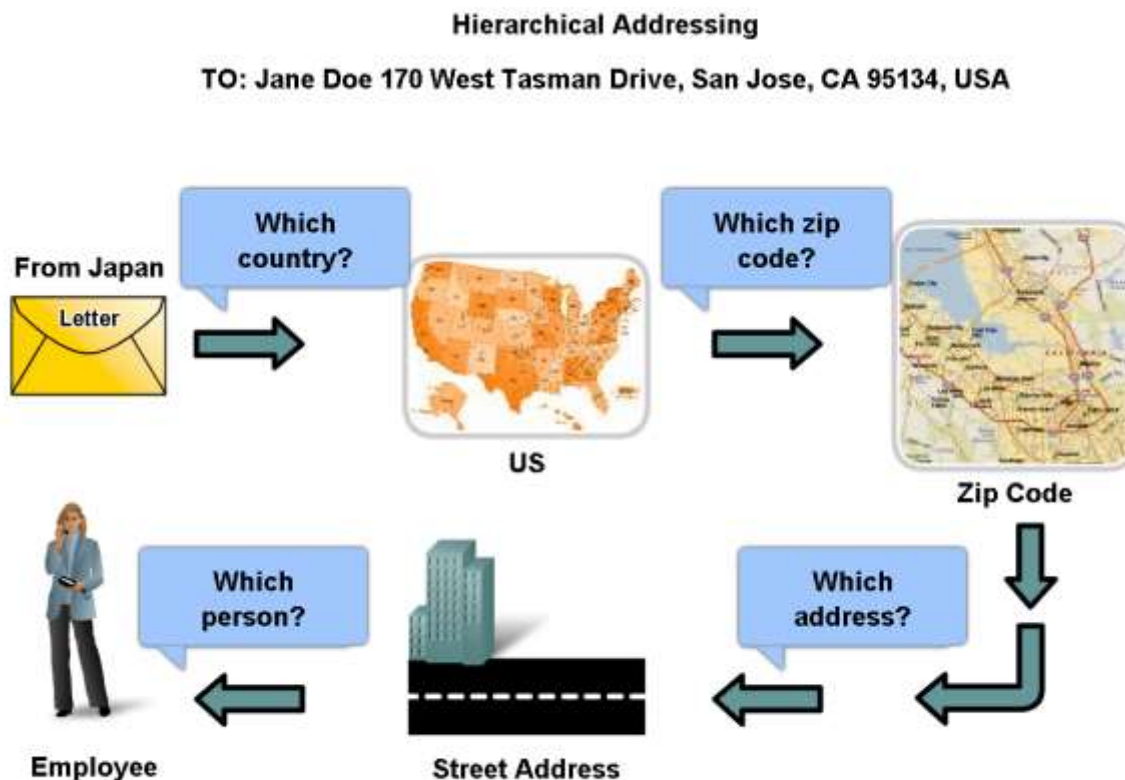 Hierarchical Addressing
TO: Jane Doe 170 West Tasman Drive, San Jose, CA 95134, USA
Which
country?
Which zip
code?
From Japan
Letter
US
Zip Code
Which
person?
Which
address?
Employee
Street Address